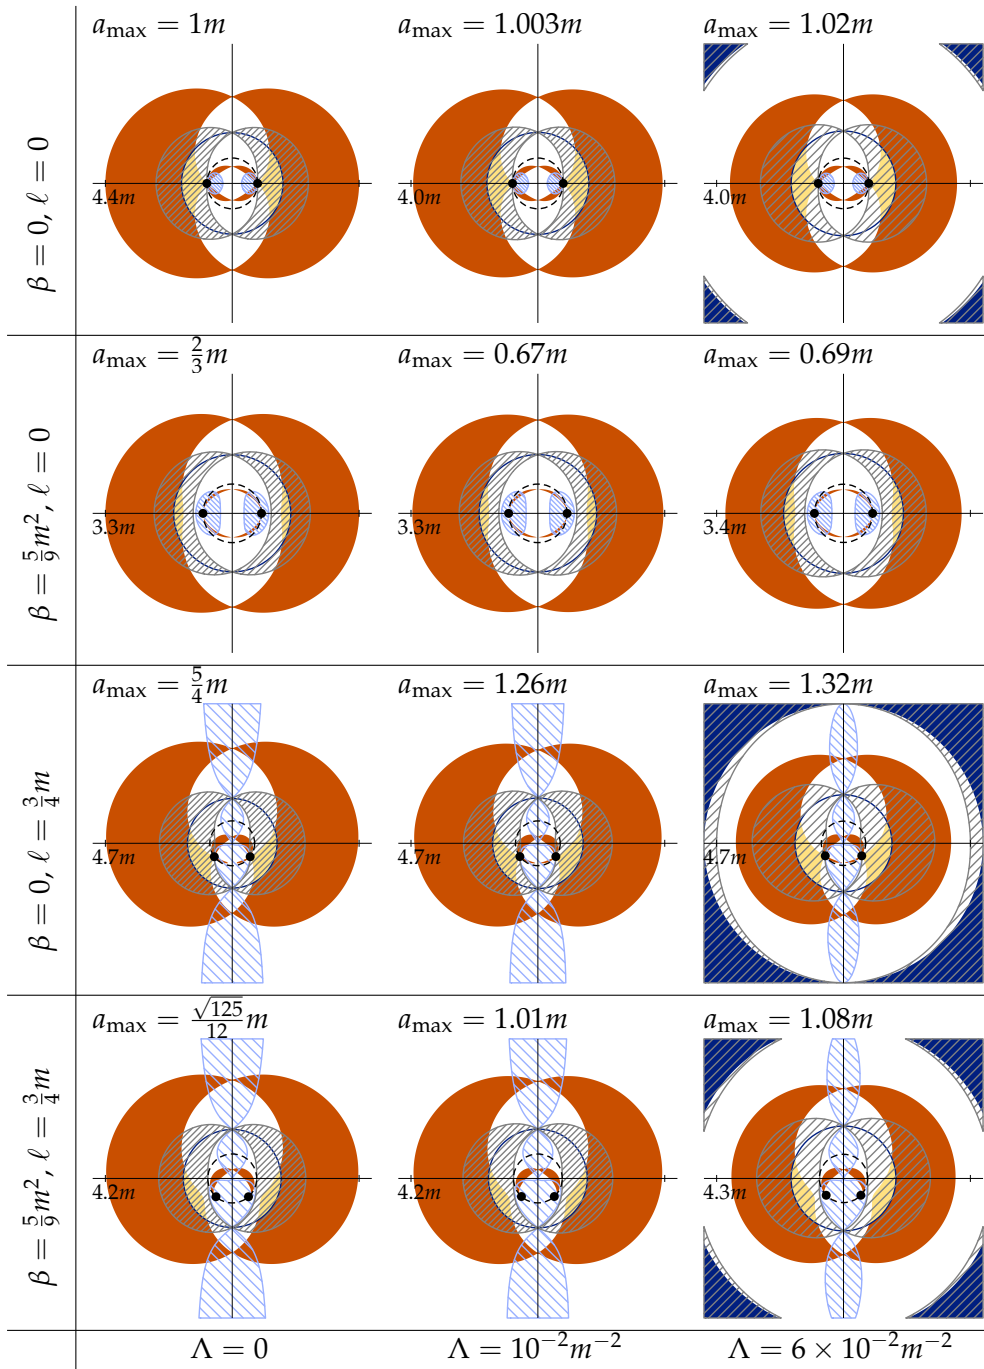 a_max = 1m a_max = 1.003m a_max = 1.02m
β = 0, ℓ = 0
4.4m 4.0m 4.0m
a_max = 2/3 m a_max = 0.67m a_max = 0.69m
β = 5/9 m², ℓ = 0
3.3m 3.3m 3.4m
a_max = 5/4 m a_max = 1.26m a_max = 1.32m
β = 0, ℓ = 3/4 m
4.7m 4.7m 4.7m
a_max = √125/12 m a_max = 1.01m a_max = 1.08m
β = 5/9 m², ℓ = 3/4 m
4.2m 4.2m 4.3m
Λ = 0 Λ = 10⁻²m⁻² Λ = 6 × 10⁻²m⁻²